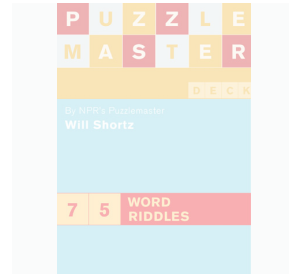 PUZZLE
MASTER
DECK
By NPR's Puzzlemaster
Will Shortz
75 WORD
RIDDLES